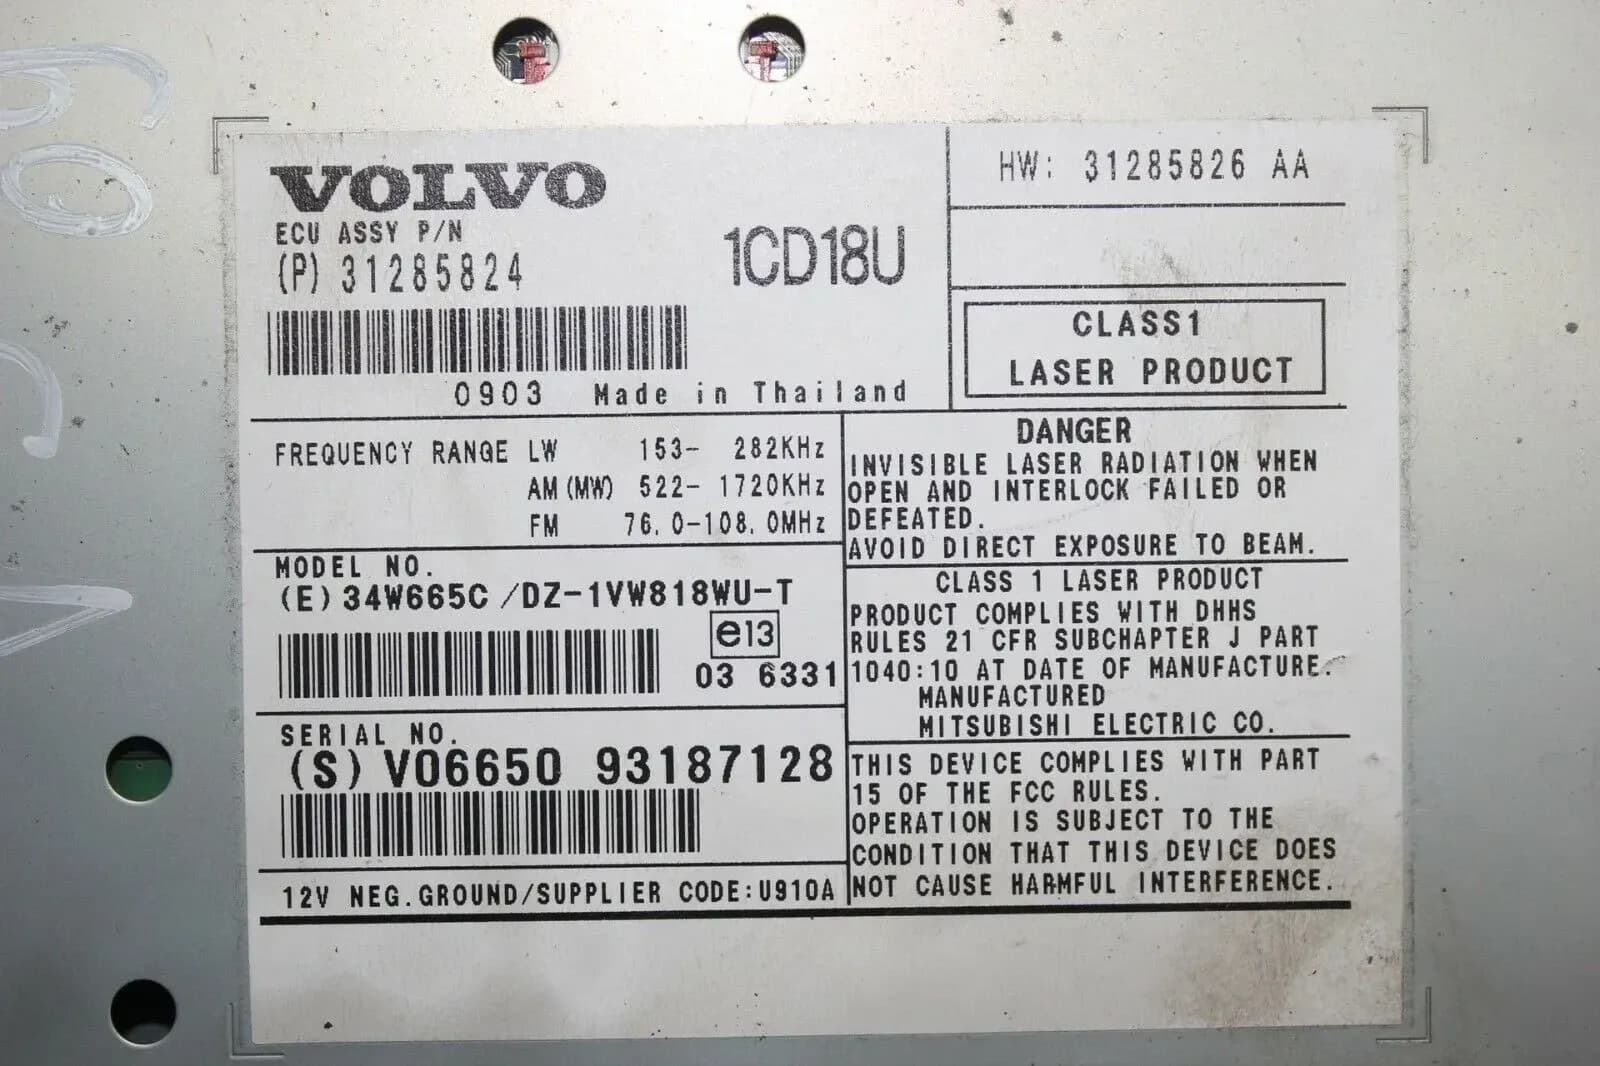 VOLVO
ECU ASSY P/N
(P) 31285824
1CD18U
0903 Made in Thailand
HW: 31285826 AA
CLASS1
LASER PRODUCT
FREQUENCY RANGE LW 153- 282KHz
AM(MW) 522- 1720KHz
FM 76.0-108.0MHz
DANGER
INVISIBLE LASER RADIATION WHEN
OPEN AND INTERLOCK FAILED OR
DEFEATED.
AVOID DIRECT EXPOSURE TO BEAM.
MODEL NO.
(E) 34W665C /DZ-1VW818WU-T
e13
03 6331
CLASS 1 LASER PRODUCT
PRODUCT COMPLIES WITH DHHS
RULES 21 CFR SUBCHAPTER J PART
1040:10 AT DATE OF MANUFACTURE.
MANUFACTURED
MITSUBISHI ELECTRIC CO.
SERIAL NO.
(S) V06650 93187128
THIS DEVICE COMPLIES WITH PART
15 OF THE FCC RULES.
OPERATION IS SUBJECT TO THE
CONDITION THAT THIS DEVICE DOES
NOT CAUSE HARMFUL INTERFERENCE.
12V NEG.GROUND/SUPPLIER CODE:U910A